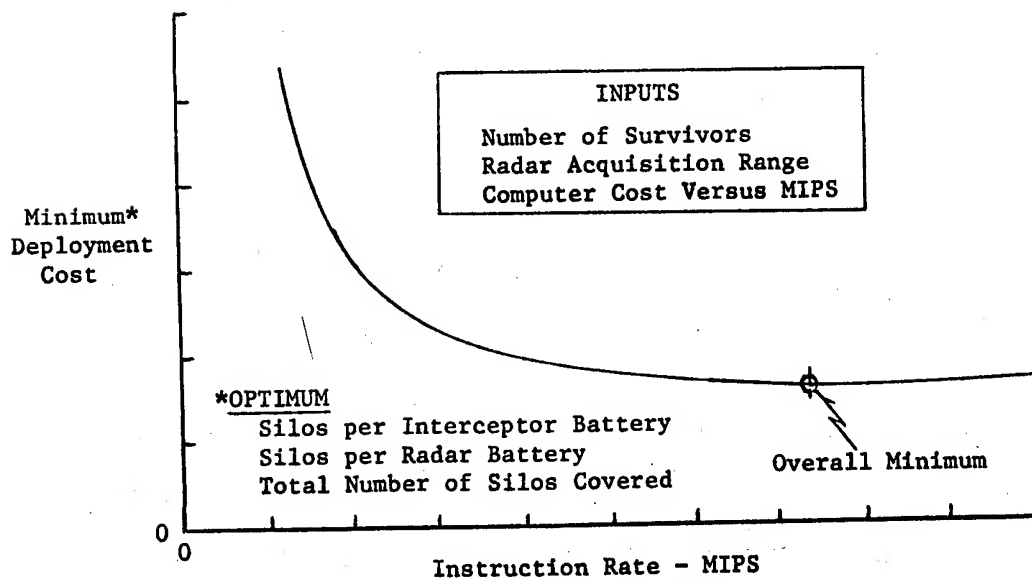 INPUTS
Number of Survivors
Radar Acquisition Range
Computer Cost Versus MIPS
Minimum*
Deployment
Cost
*OPTIMUM
Silos per Interceptor Battery
Silos per Radar Battery
Total Number of Silos Covered
Overall Minimum
0
0
Instruction Rate - MIPS